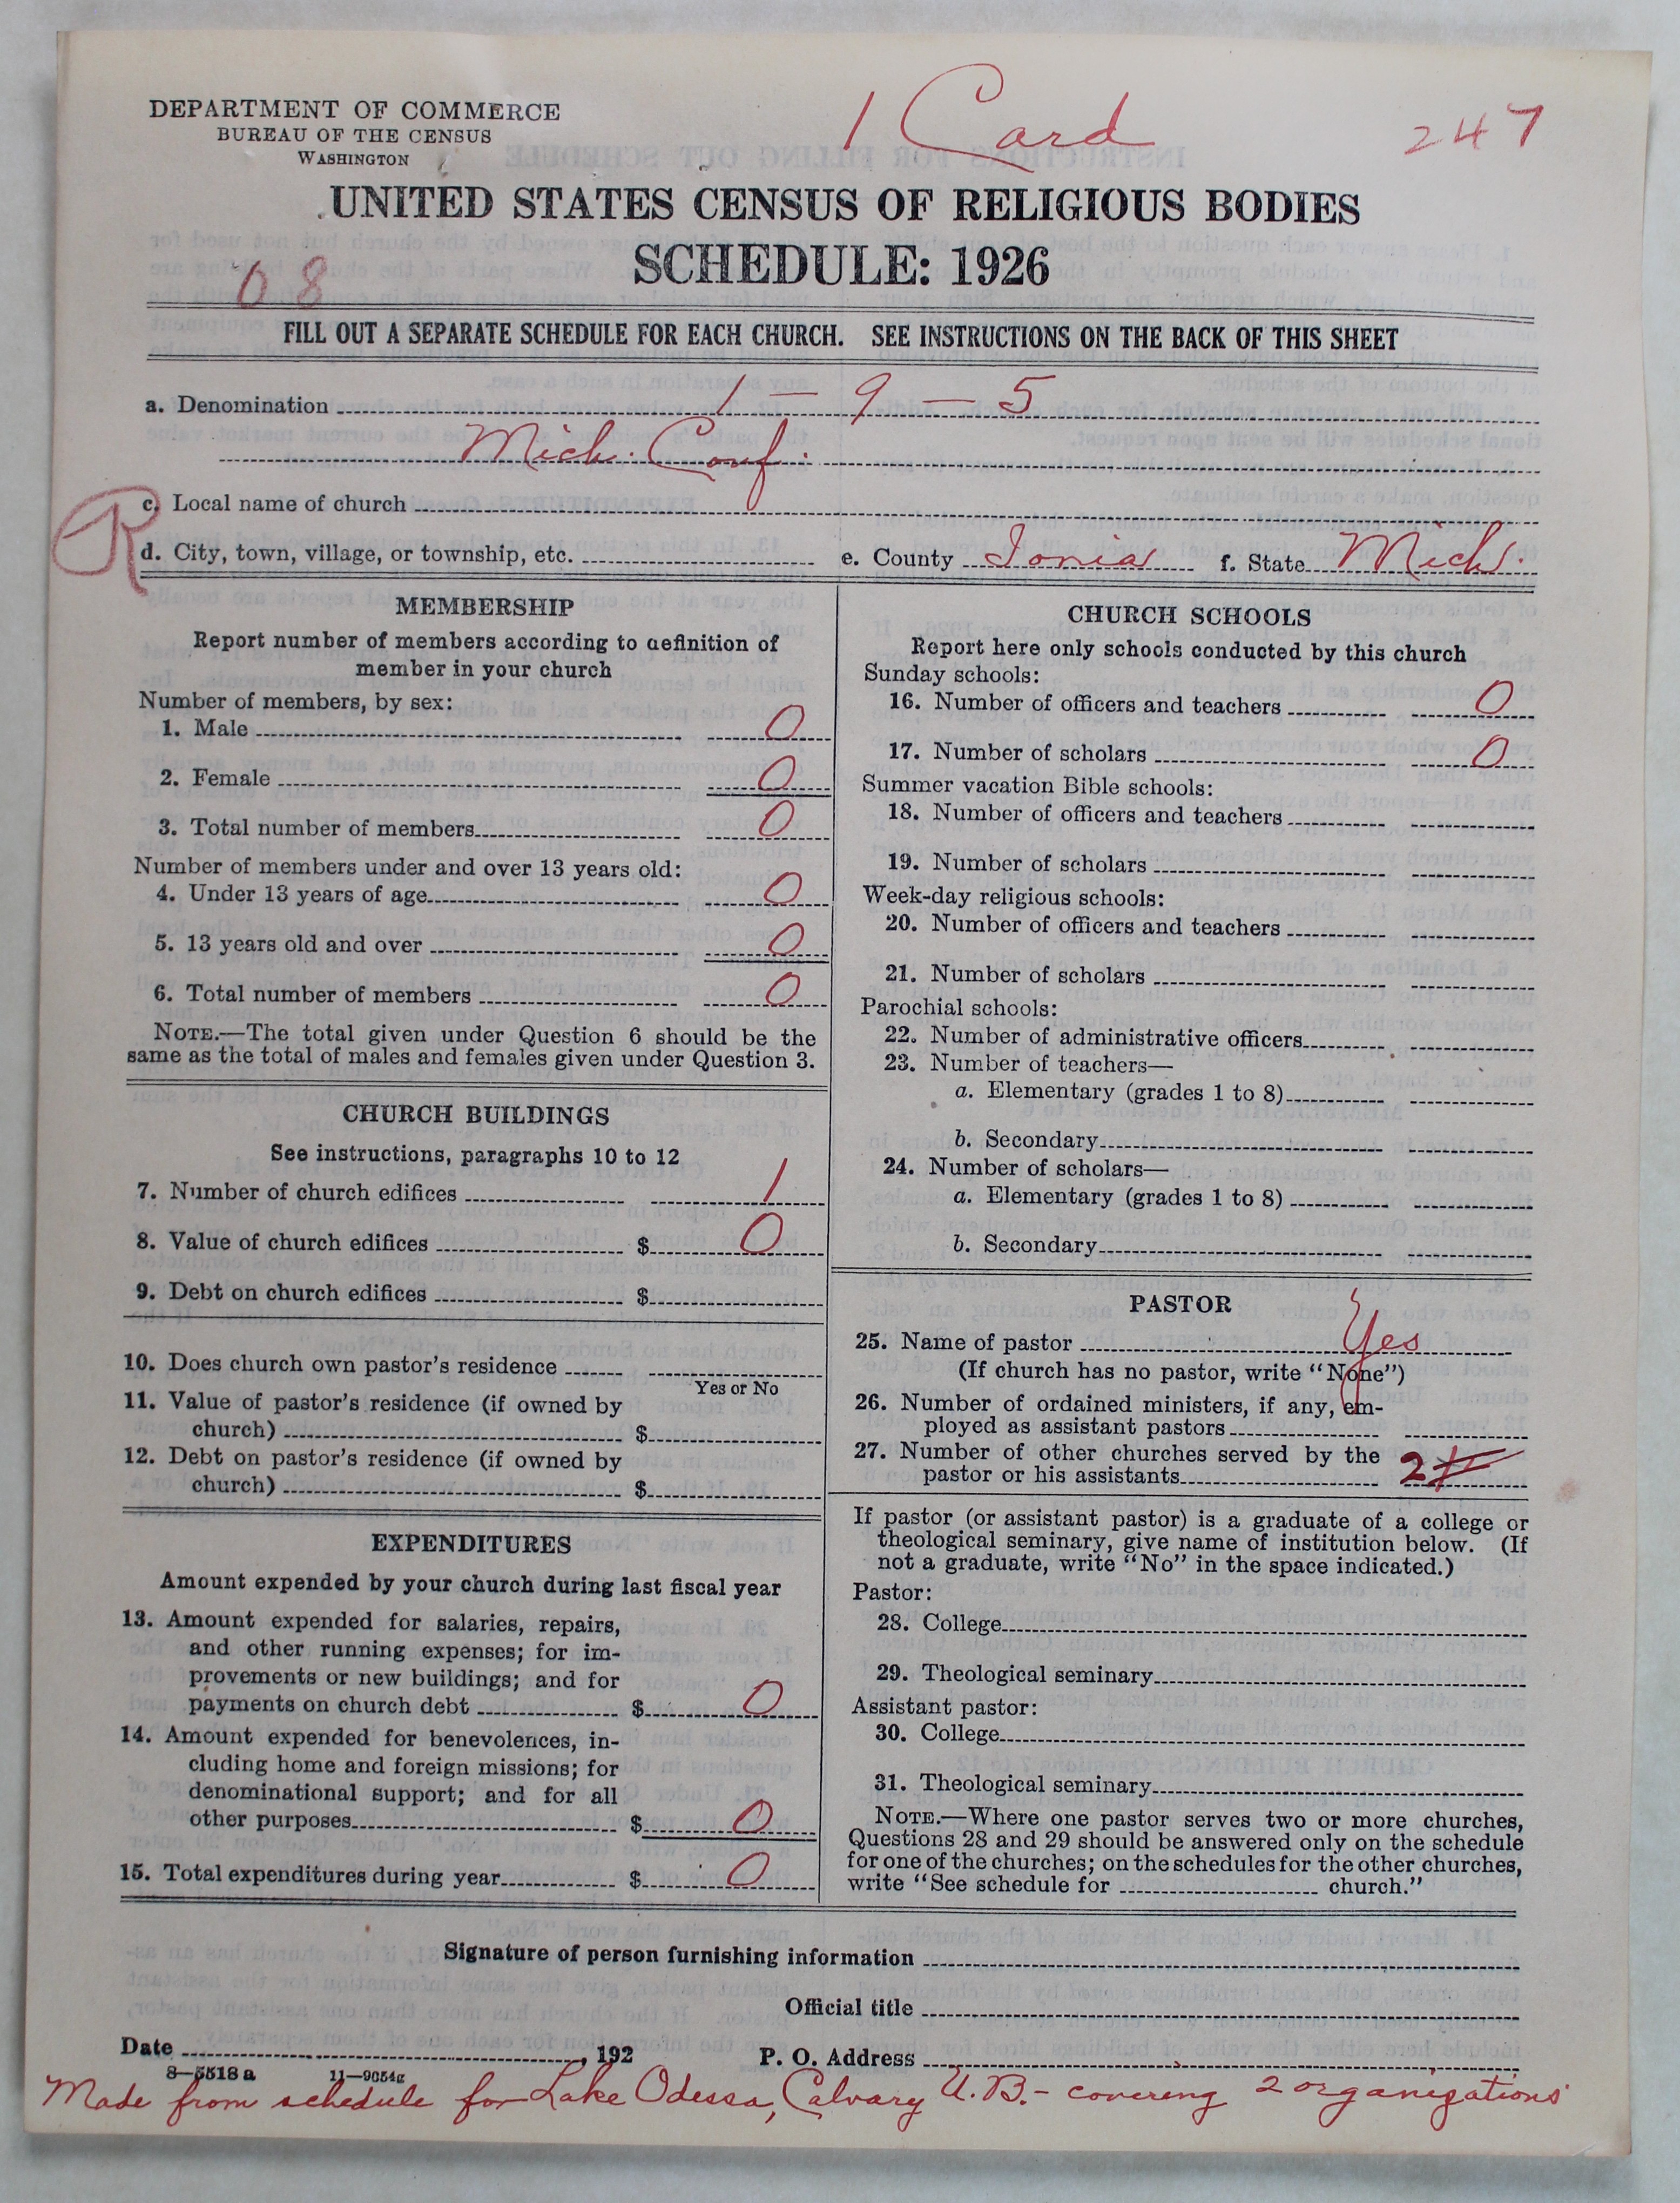 DEPARTMENT OF COMMERCE
BUREAU OF THE CENSUS
WASHINGTON
1 Card
247
UNITED STATES CENSUS OF RELIGIOUS BODIES
SCHEDULE: 1926
08
FILL OUT A SEPARATE SCHEDULE FOR EACH CHURCH. SEE INSTRUCTIONS ON THE BACK OF THIS SHEET
a. Denomination 1-9-5
Mich. Conf.
R
c. Local name of church
d. City, town, village, or township, etc. e. County Ionia f. State Mich.
MEMBERSHIP
Report number of members according to definition of
member in your church
Number of members, by sex:
1. Male 0
2. Female 0
3. Total number of members 0
Number of members under and over 13 years old:
4. Under 13 years of age 0
5. 13 years old and over 0
6. Total number of members 0
NOTE.—The total given under Question 6 should be the
same as the total of males and females given under Question 3.
CHURCH BUILDINGS
See instructions, paragraphs 10 to 12
7. Number of church edifices 1
8. Value of church edifices $ 0
9. Debt on church edifices $
10. Does church own pastor's residence
Yes or No
11. Value of pastor's residence (if owned by
church) $
12. Debt on pastor's residence (if owned by
church) $
EXPENDITURES
Amount expended by your church during last fiscal year
13. Amount expended for salaries, repairs,
and other running expenses; for im-
provements or new buildings; and for
payments on church debt $ 0
14. Amount expended for benevolences, in-
cluding home and foreign missions; for
denominational support; and for all
other purposes $ 0
15. Total expenditures during year $ 0
CHURCH SCHOOLS
Report here only schools conducted by this church
Sunday schools:
16. Number of officers and teachers 0
17. Number of scholars 0
Summer vacation Bible schools:
18. Number of officers and teachers
19. Number of scholars
Week-day religious schools:
20. Number of officers and teachers
21. Number of scholars
Parochial schools:
22. Number of administrative officers
23. Number of teachers—
a. Elementary (grades 1 to 8)
b. Secondary
24. Number of scholars—
a. Elementary (grades 1 to 8)
b. Secondary
PASTOR
25. Name of pastor Yes
(If church has no pastor, write "None")
26. Number of ordained ministers, if any, em-
ployed as assistant pastors
27. Number of other churches served by the
pastor or his assistants 2
If pastor (or assistant pastor) is a graduate of a college or
theological seminary, give name of institution below. (If
not a graduate, write "No" in the space indicated.)
Pastor:
28. College
29. Theological seminary
Assistant pastor:
30. College
31. Theological seminary
NOTE.—Where one pastor serves two or more churches,
Questions 28 and 29 should be answered only on the schedule
for one of the churches; on the schedules for the other churches,
write "See schedule for church."
Signature of person furnishing information
Official title
Date , 192 P. O. Address
8—5518a 11—9054a
Made from schedule for Lake Odessa, Calvary U.B.- covering 2 organizations